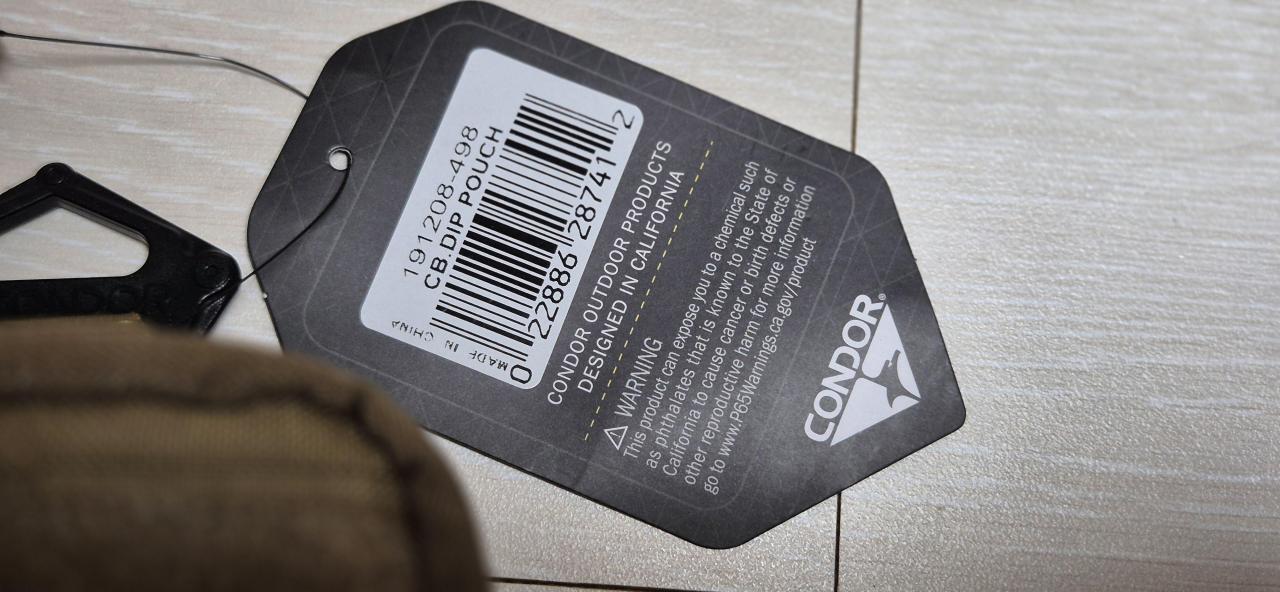 191208-498
CB.DIP POUCH
0 22886 28741 2
MADE IN CHINA
CONDOR OUTDOOR PRODUCTS
DESIGNED IN CALIFORNIA
⚠ WARNING
This product can expose you to a chemical such
as phthalates that is known to the State of
California to cause cancer or birth defects or
other reproductive harm for more information
go to www.P65Warnings.ca.gov/product
CONDOR®
CONDOR